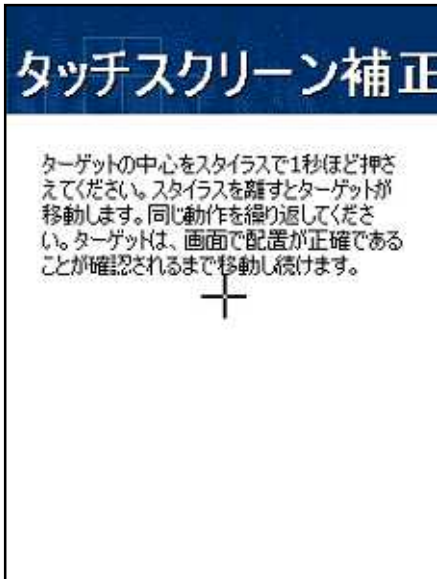 タッチスクリーン補正
ターゲットの中心をスタイラスで1秒ほど押さ
えてください。スタイラスを離すとターゲットが
移動します。同じ動作を繰り返してくださ
い。ターゲットは、画面で配置が正確である
ことが確認されるまで移動し続けます。